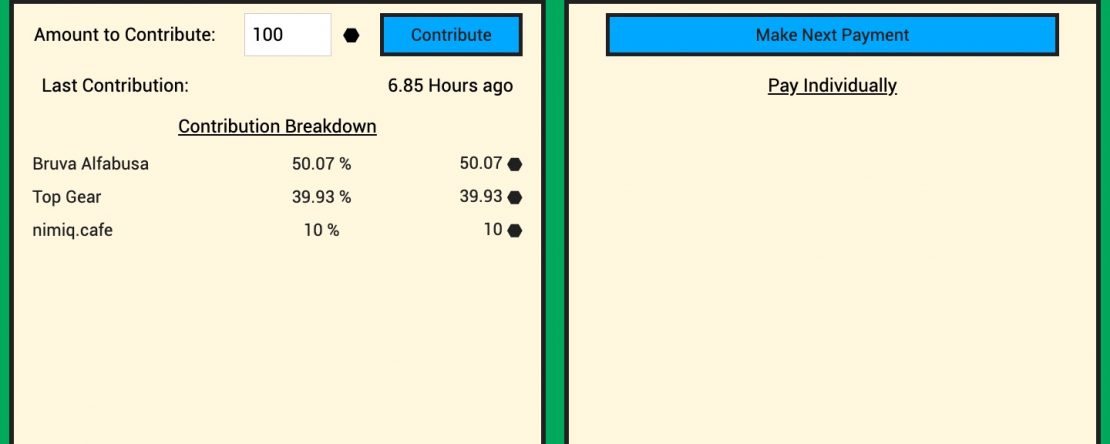 Amount to Contribute: 100 Contribute
Last Contribution: 6.85 Hours ago
Contribution Breakdown
Bruva Alfabusa 50.07 % 50.07
Top Gear 39.93 % 39.93
nimiq.cafe 10 % 10
Make Next Payment
Pay Individually